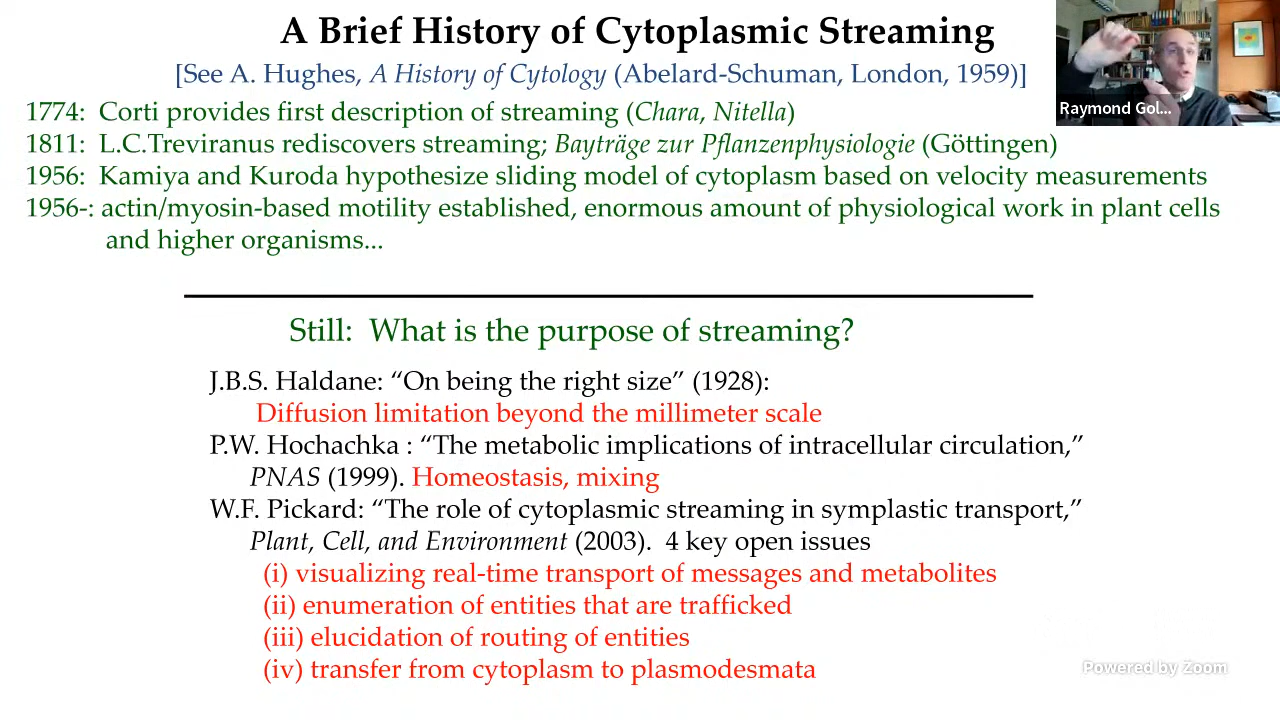 A Brief History of Cytoplasmic Streaming
[See A. Hughes, A History of Cytology (Abelard-Schuman, London, 1959)]
Raymond Gol...
1774: Corti provides first description of streaming (Chara, Nitella)
1811: L.C.Treviranus rediscovers streaming; Bayträge zur Pflanzenphysiologie (Göttingen)
1956: Kamiya and Kuroda hypothesize sliding model of cytoplasm based on velocity measurements
1956-: actin/myosin-based motility established, enormous amount of physiological work in plant cells
and higher organisms...
Still: What is the purpose of streaming?
J.B.S. Haldane: “On being the right size” (1928):
Diffusion limitation beyond the millimeter scale
P.W. Hochachka : “The metabolic implications of intracellular circulation,”
PNAS (1999). Homeostasis, mixing
W.F. Pickard: “The role of cytoplasmic streaming in symplastic transport,”
Plant, Cell, and Environment (2003). 4 key open issues
(i) visualizing real-time transport of messages and metabolites
(ii) enumeration of entities that are trafficked
(iii) elucidation of routing of entities
(iv) transfer from cytoplasm to plasmodesmata
Powered by Zoom